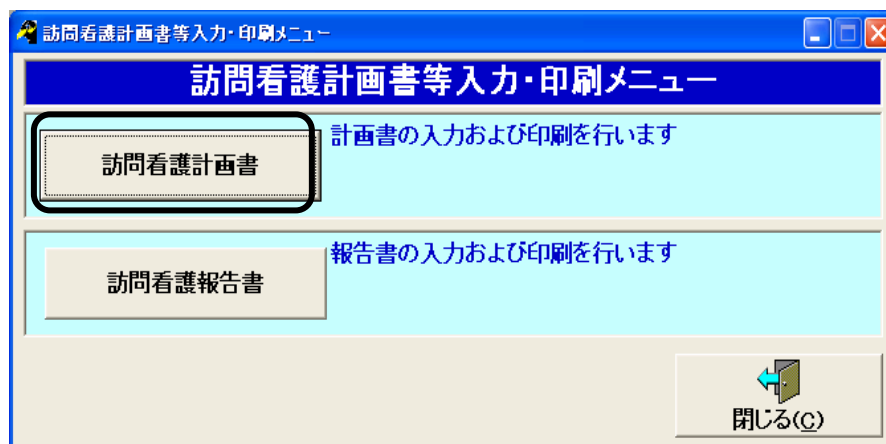 訪問看護計画書等入力・印刷メニュー
訪問看護計画書等入力・印刷メニュー
訪問看護計画書
計画書の入力および印刷を行います
訪問看護報告書
報告書の入力および印刷を行います
閉じる(C)